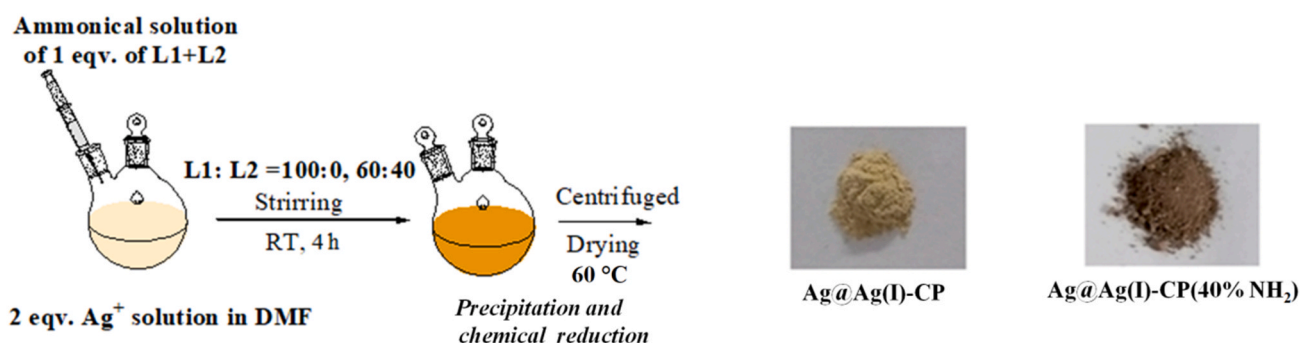 Ammonical solution
of 1 eqv. of L1+L2
L1: L2 =100:0, 60:40
Strirring
RT, 4 h
Centrifuged
Drying
60 °C
2 eqv. Ag⁺ solution in DMF
Precipitation and
chemical reduction
Ag@Ag(I)-CP
Ag@Ag(I)-CP(40% NH₂)